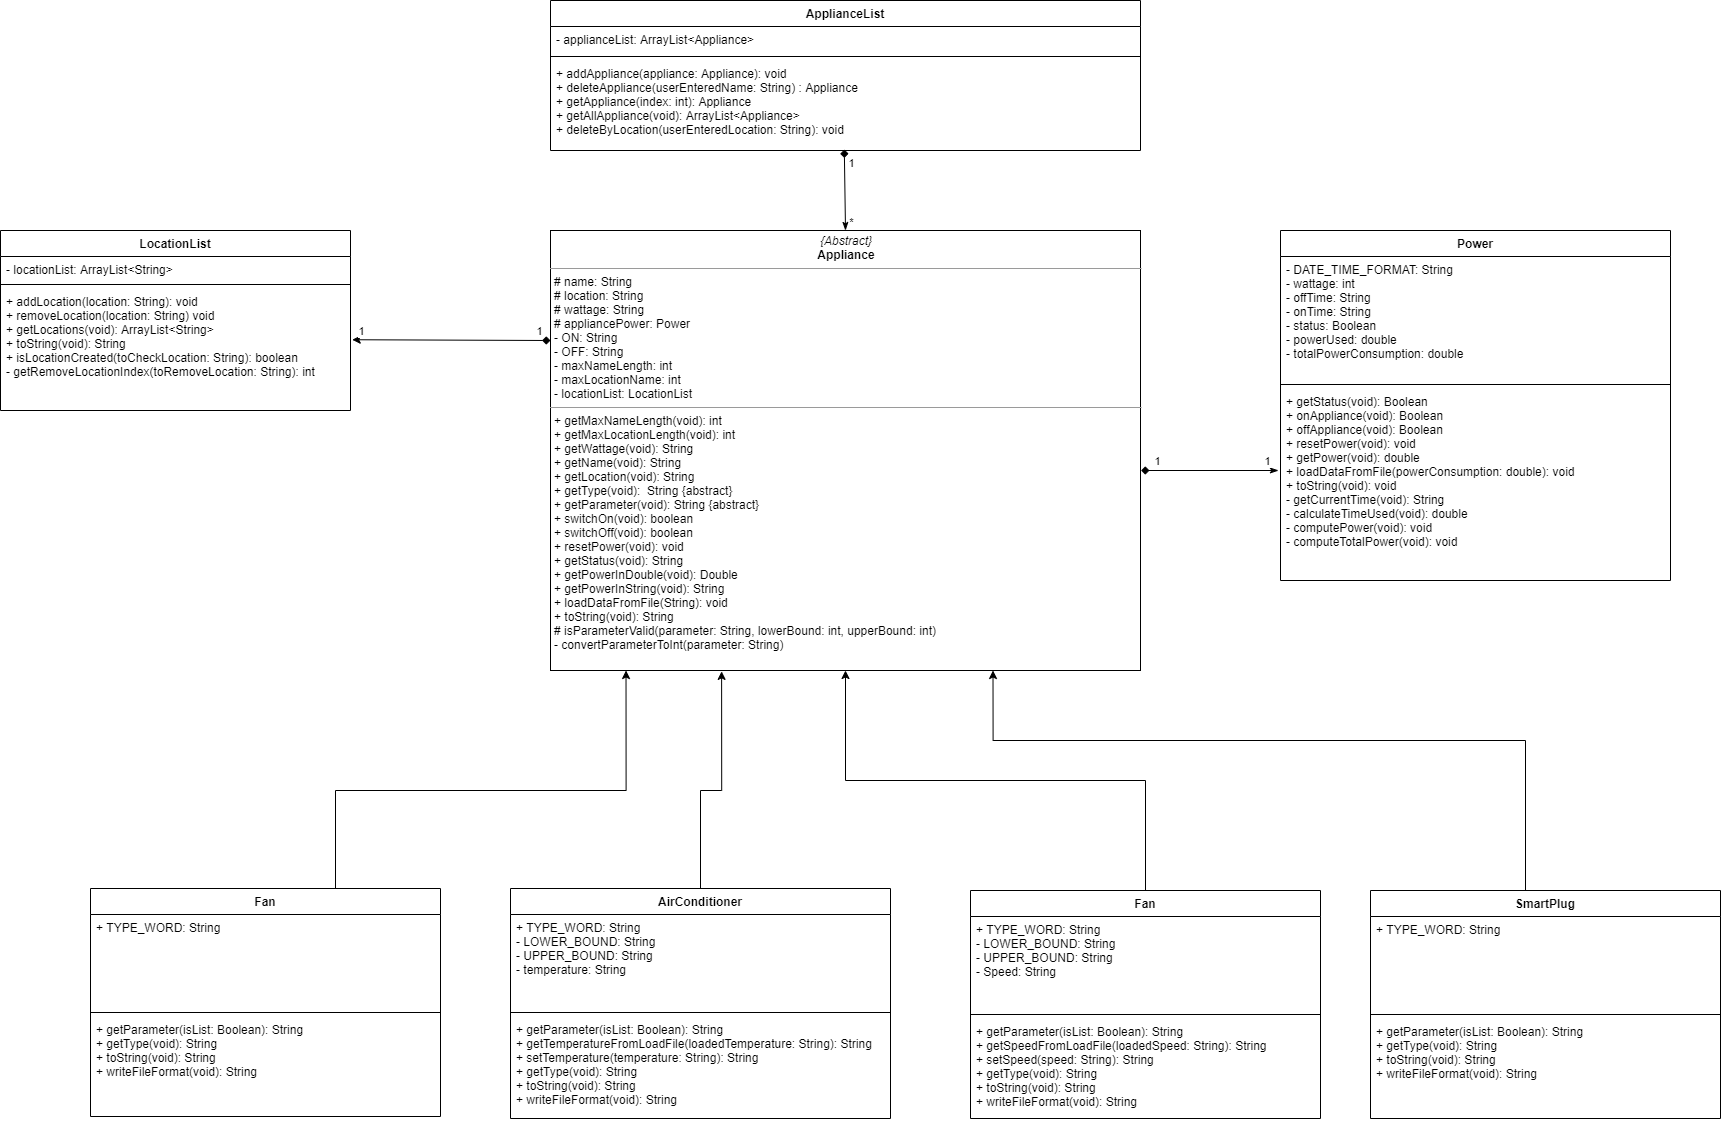 ApplianceList
- applianceList: ArrayList<Appliance>
+ addAppliance(appliance: Appliance): void
+ deleteAppliance(userEnteredName: String) : Appliance
+ getAppliance(index: int): Appliance
+ getAllAppliance(void): ArrayList<Appliance>
+ deleteByLocation(userEnteredLocation: String): void
1
*
LocationList
- locationList: ArrayList<String>
+ addLocation(location: String): void
+ removeLocation(location: String) void
+ getLocations(void): ArrayList<String>
+ toString(void): String
+ isLocationCreated(toCheckLocation: String): boolean
- getRemoveLocationIndex(toRemoveLocation: String): int
1
1
{Abstract}
Appliance
# name: String
# location: String
# wattage: String
# appliancePower: Power
- ON: String
- OFF: String
- maxNameLength: int
- maxLocationName: int
- locationList: LocationList
+ getMaxNameLength(void): int
+ getMaxLocationLength(void): int
+ getWattage(void): String
+ getName(void): String
+ getLocation(void): String
+ getType(void):  String {abstract}
+ getParameter(void): String {abstract}
+ switchOn(void): boolean
+ switchOff(void): boolean
+ resetPower(void): void
+ getStatus(void): String
+ getPowerInDouble(void): Double
+ getPowerInString(void): String
+ loadDataFromFile(String): void
+ toString(void): String
# isParameterValid(parameter: String, lowerBound: int, upperBound: int)
- convertParameterToInt(parameter: String)
1
1
Power
- DATE_TIME_FORMAT: String
- wattage: int
- offTime: String
- onTime: String
- status: Boolean
- powerUsed: double
- totalPowerConsumption: double
+ getStatus(void): Boolean
+ onAppliance(void): Boolean
+ offAppliance(void): Boolean
+ resetPower(void): void
+ getPower(void): double
+ loadDataFromFile(powerConsumption: double): void
+ toString(void): void
- getCurrentTime(void): String
- calculateTimeUsed(void): double
- computePower(void): void
- computeTotalPower(void): void
Fan
+ TYPE_WORD: String
+ getParameter(isList: Boolean): String
+ getType(void): String
+ toString(void): String
+ writeFileFormat(void): String
AirConditioner
+ TYPE_WORD: String
- LOWER_BOUND: String
- UPPER_BOUND: String
- temperature: String
+ getParameter(isList: Boolean): String
+ getTemperatureFromLoadFile(loadedTemperature: String): String
+ setTemperature(temperature: String): String
+ getType(void): String
+ toString(void): String
+ writeFileFormat(void): String
Fan
+ TYPE_WORD: String
- LOWER_BOUND: String
- UPPER_BOUND: String
- Speed: String
+ getParameter(isList: Boolean): String
+ getSpeedFromLoadFile(loadedSpeed: String): String
+ setSpeed(speed: String): String
+ getType(void): String
+ toString(void): String
+ writeFileFormat(void): String
SmartPlug
+ TYPE_WORD: String
+ getParameter(isList: Boolean): String
+ getType(void): String
+ toString(void): String
+ writeFileFormat(void): String